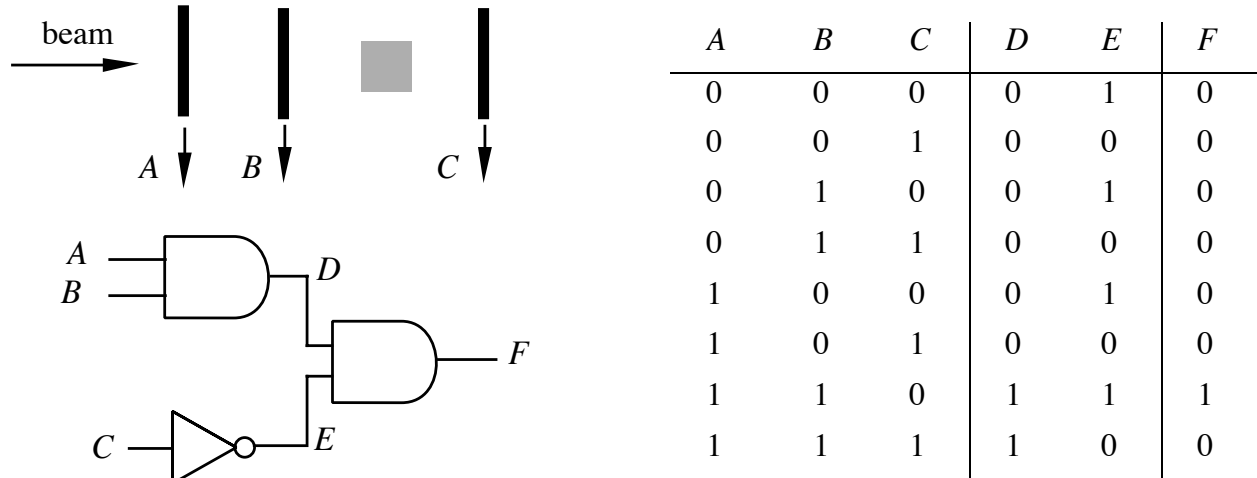 beam
A B C
A
B
D
F
C
E
A B C D E F
0 0 0 0 1 0
0 0 1 0 0 0
0 1 0 0 1 0
0 1 1 0 0 0
1 0 0 0 1 0
1 0 1 0 0 0
1 1 0 1 1 1
1 1 1 1 0 0